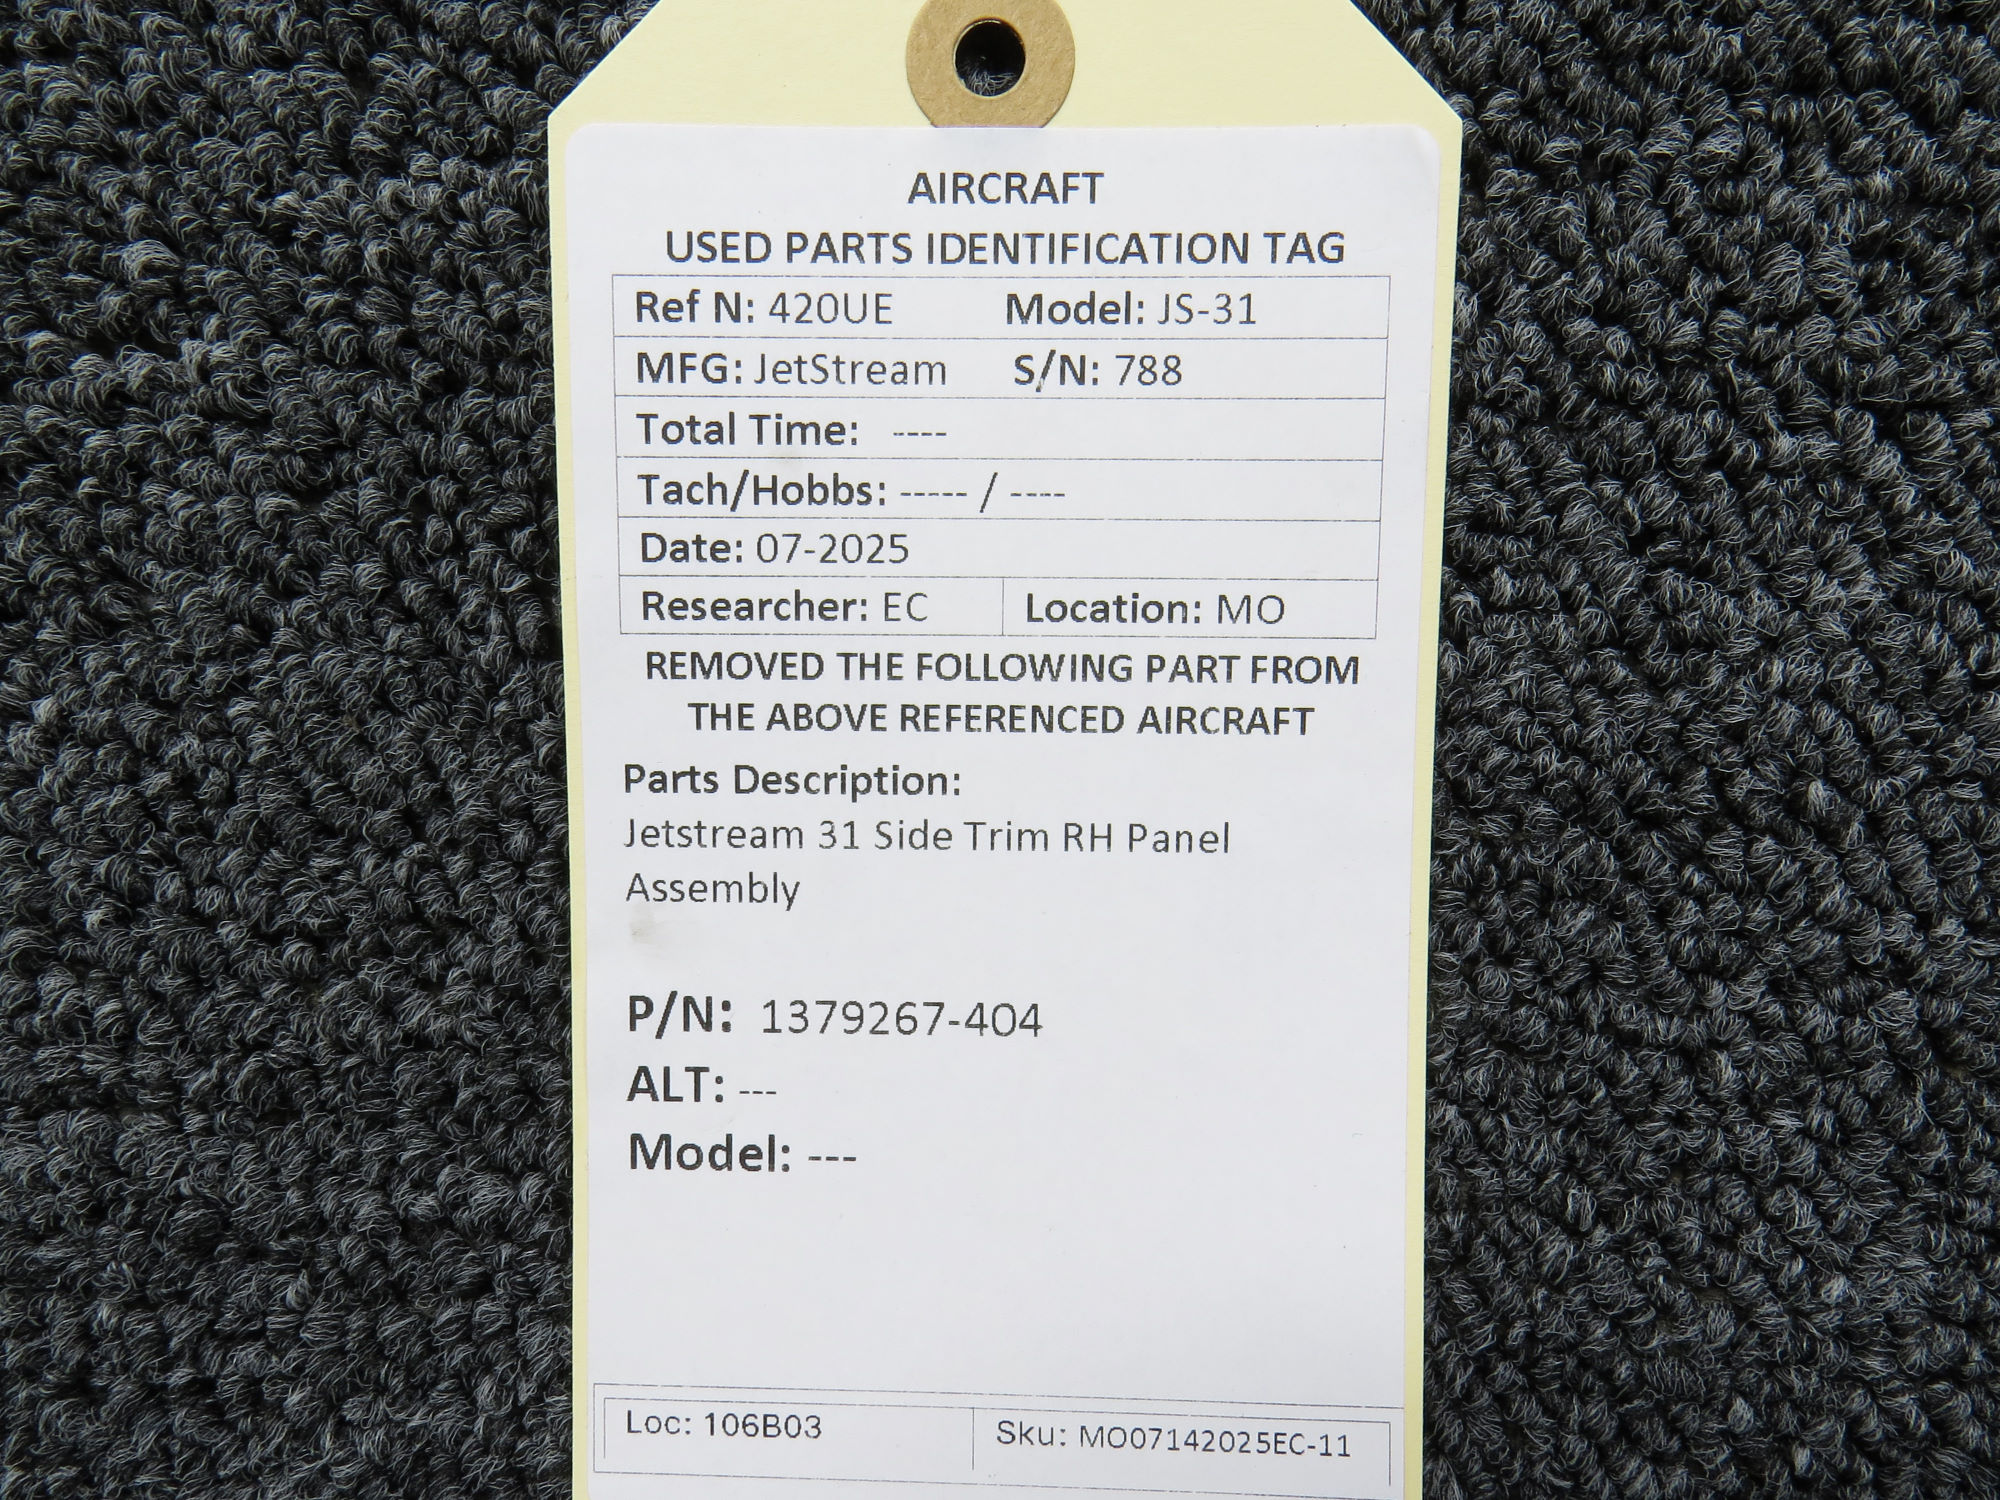 AIRCRAFT
USED PARTS IDENTIFICATION TAG
Ref N: 420UE Model: JS-31
MFG: JetStream S/N: 788
Total Time: ----
Tach/Hobbs: ----- / ----
Date: 07-2025
Researcher: EC Location: MO
REMOVED THE FOLLOWING PART FROM
THE ABOVE REFERENCED AIRCRAFT
Parts Description:
Jetstream 31 Side Trim RH Panel
Assembly
P/N: 1379267-404
ALT: ---
Model: ---
Loc: 106B03 Sku: MO07142025EC-11